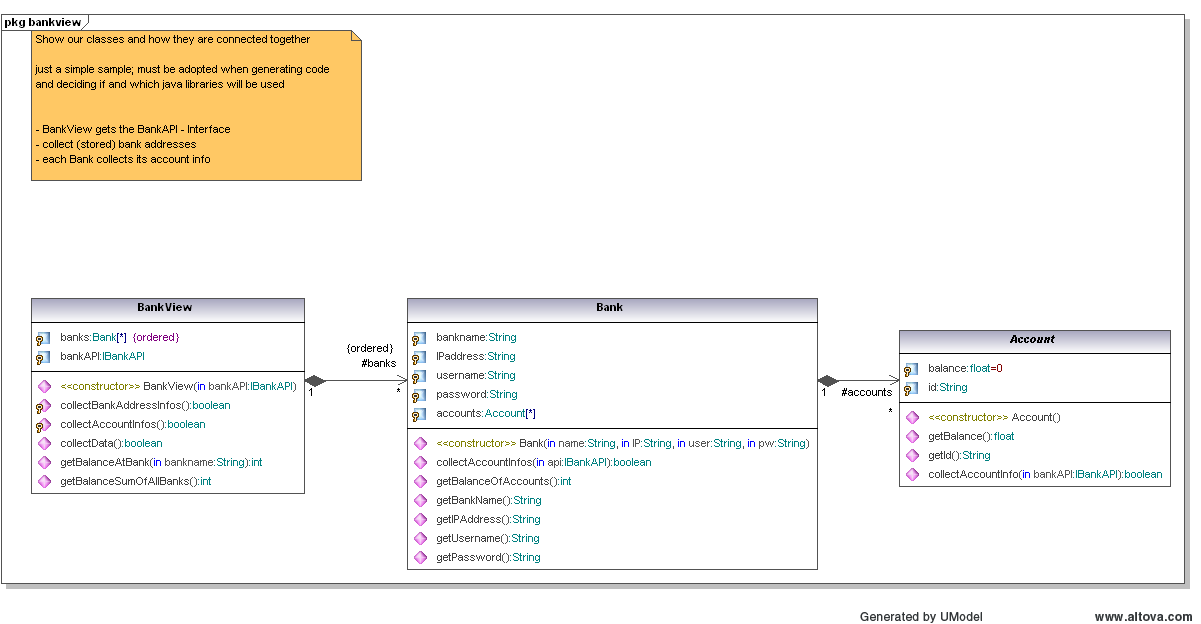 pkg bankview
Show our classes and how they are connected together
just a simple sample; must be adopted when generating code
and deciding if and which java libraries will be used
- BankView gets the BankAPI - Interface
- collect (stored) bank addresses
- each Bank collects its account info
BankView
banks:Bank[*] {ordered}
bankAPI:IBankAPI
<<constructor>> BankView(in bankAPI:IBankAPI)
collectBankAddressInfos():boolean
collectAccountInfos():boolean
collectData():boolean
getBalanceAtBank(in bankname:String):int
getBalanceSumOfAllBanks():int
{ordered}
#banks
1
*
Bank
bankname:String
IPaddress:String
username:String
password:String
accounts:Account[*]
<<constructor>> Bank(in name:String, in IP:String, in user:String, in pw:String)
collectAccountInfos(in api:IBankAPI):boolean
getBalanceOfAccounts():int
getBankName():String
getIPAddress():String
getUsername():String
getPassword():String
1
#accounts
*
Account
balance:float=0
id:String
<<constructor>> Account()
getBalance():float
getId():String
collectAccountInfo(in bankAPI:IBankAPI):boolean
Generated by UModel
www.altova.com